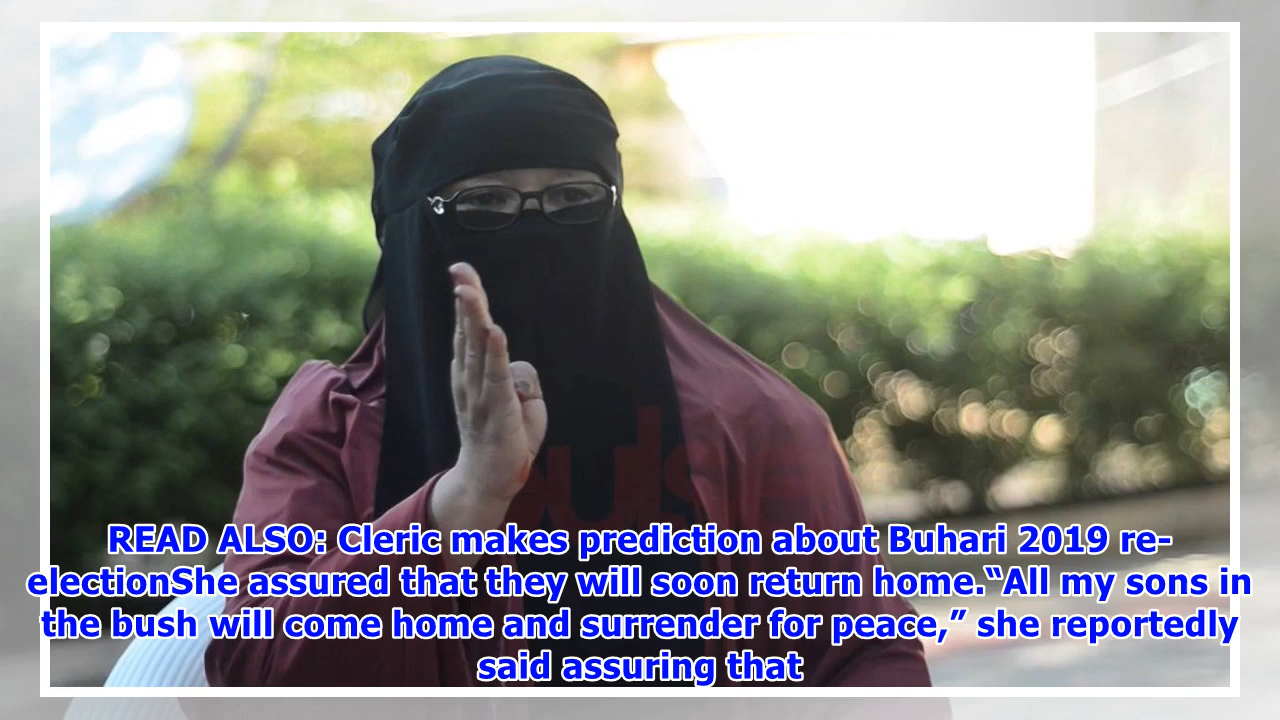 READ ALSO: Cleric makes prediction about Buhari 2019 re-
electionShe assured that they will soon return home.“All my sons in
the bush will come home and surrender for peace,” she reportedly
said assuring that